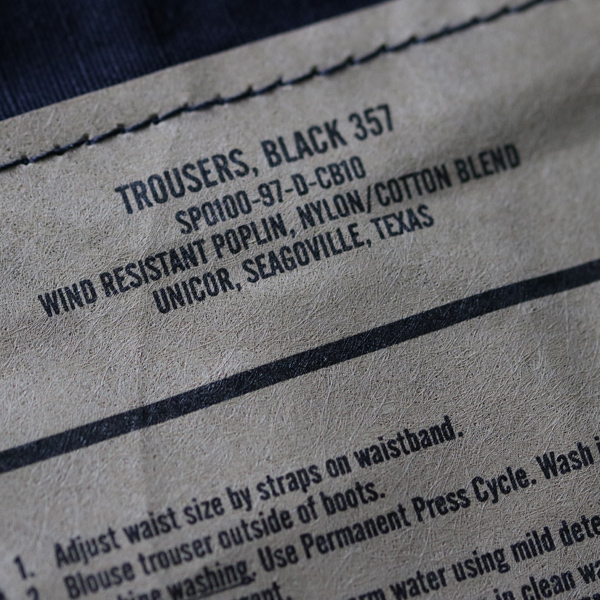 TROUSERS, BLACK 357
SPO100-97-D-CB10
WIND RESISTANT POPLIN, NYLON/COTTON BLEND
UNICOR, SEAGOVILLE, TEXAS
1. Adjust waist size by straps on waistband.
2. Blouse trouser outside of boots.
washing. Use Permanent Press Cycle. Wash
warm water using mild
in clean